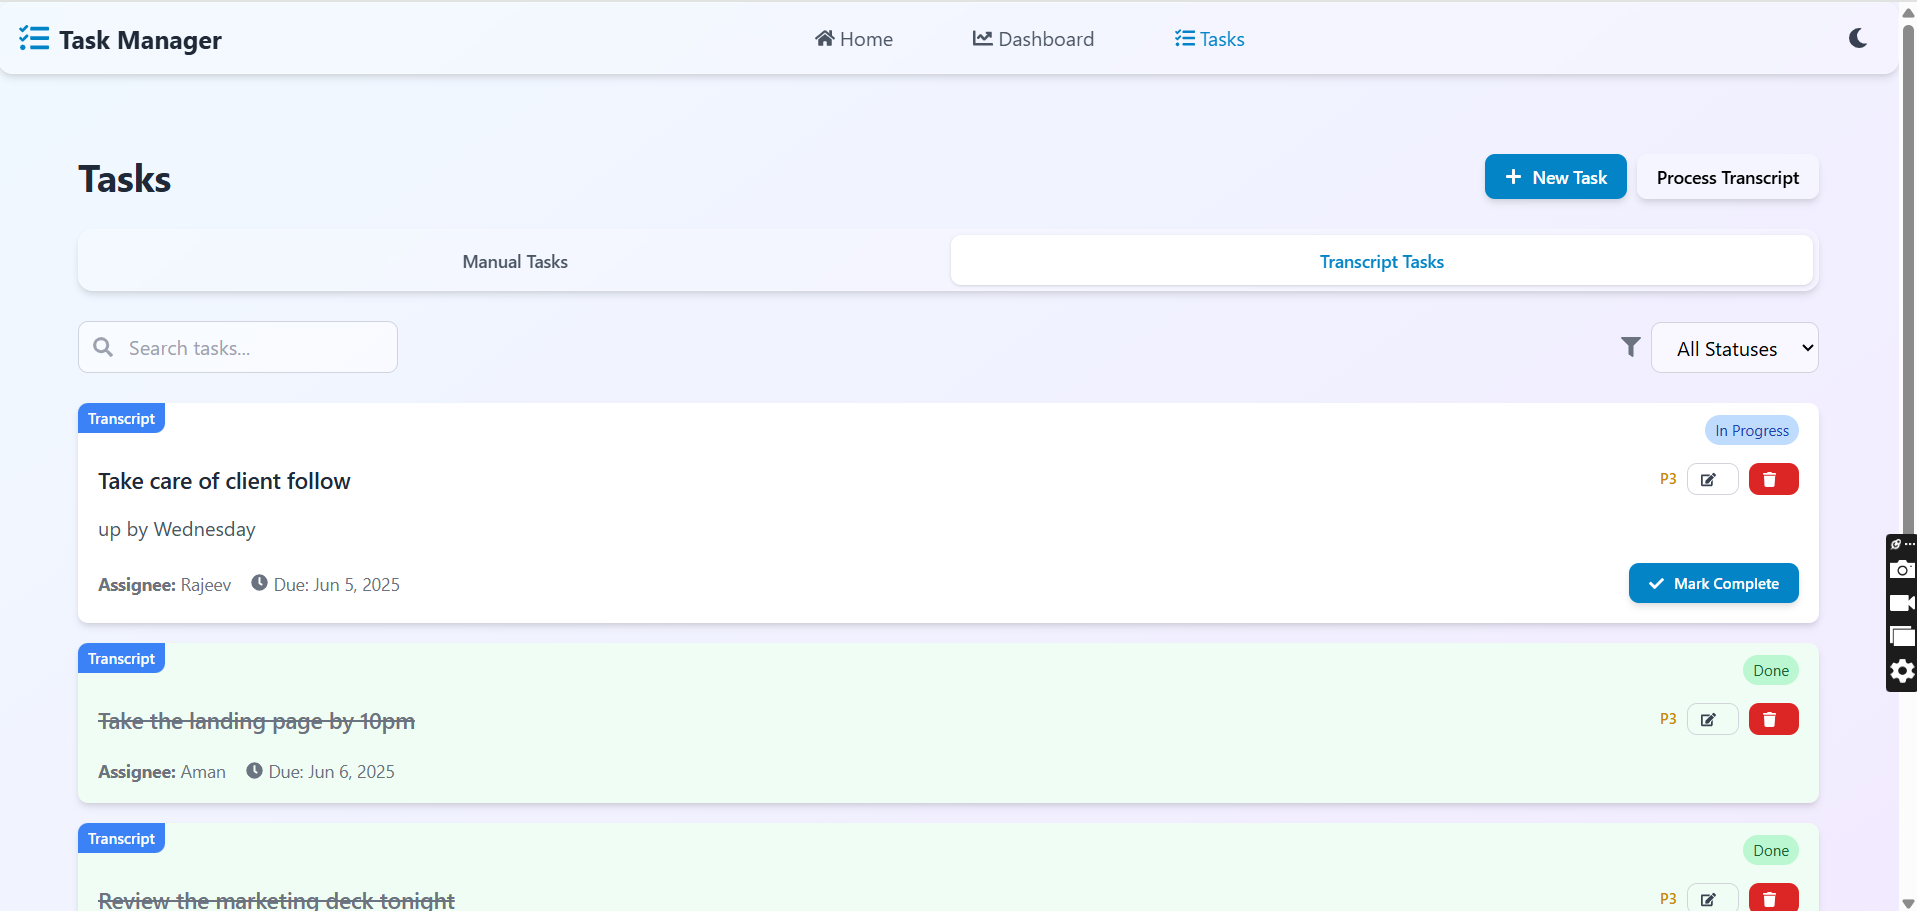 Task Manager
Home
Dashboard
Tasks
Tasks
New Task
Process Transcript
Manual Tasks
Transcript Tasks
Search tasks...
All Statuses
Transcript
In Progress
Take care of client follow
P3
up by Wednesday
Assignee: Rajeev
Due: Jun 5, 2025
Mark Complete
Transcript
Done
Take the landing page by 10pm
P3
Assignee: Aman
Due: Jun 6, 2025
Transcript
Done
Review the marketing deck tonight
P3